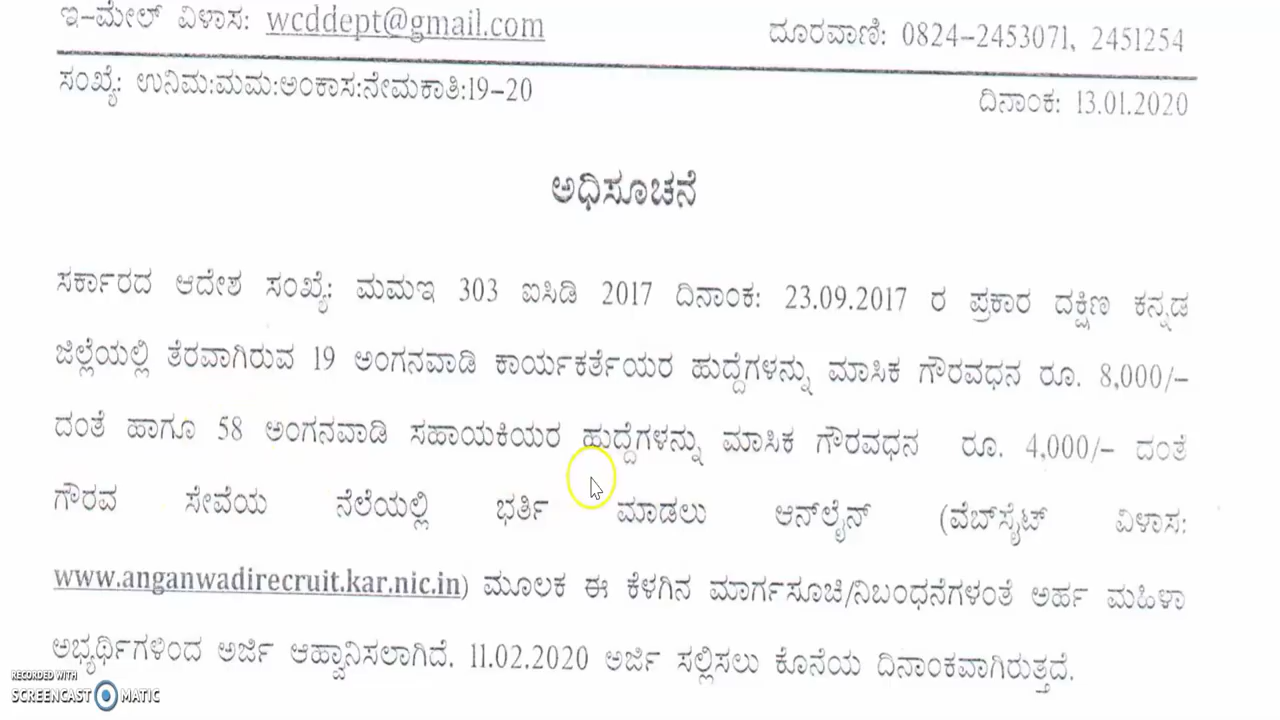 ಇ-ಮೇಲ್ ವಿಳಾಸ: wcddept@gmail.com ದೂರವಾಣಿ: 0824-2453071, 2451254
ಸಂಖ್ಯೆ: ಉನಿಮ:ಮಮ:ಅಂಕಾಸ:ನೇಮಕಾತಿ:19-20 ದಿನಾಂಕ: 13.01.2020
ಅಧಿಸೂಚನೆ
ಸರ್ಕಾರದ ಆದೇಶ ಸಂಖ್ಯೆ: ಮಮಇ 303 ಐಸಿಡಿ 2017 ದಿನಾಂಕ: 23.09.2017 ರ ಪ್ರಕಾರ ದಕ್ಷಿಣ ಕನ್ನಡ
ಜಿಲ್ಲೆಯಲ್ಲಿ ತೆರವಾಗಿರುವ 19 ಅಂಗನವಾಡಿ ಕಾರ್ಯಕರ್ತೆಯರ ಹುದ್ದೆಗಳನ್ನು ಮಾಸಿಕ ಗೌರವಧನ ರೂ. 8,000/-
ದಂತೆ ಹಾಗೂ 58 ಅಂಗನವಾಡಿ ಸಹಾಯಕಿಯರ ಹುದ್ದೆಗಳನ್ನು ಮಾಸಿಕ ಗೌರವಧನ ರೂ. 4,000/- ದಂತೆ
ಗೌರವ ಸೇವೆಯ ನೆಲೆಯಲ್ಲಿ ಭರ್ತಿ ಮಾಡಲು ಆನ್‌ಲೈನ್ (ವೆಬ್‌ಸೈಟ್ ವಿಳಾಸ:
www.anganwadirecruit.kar.nic.in) ಮೂಲಕ ಈ ಕೆಳಗಿನ ಮಾರ್ಗಸೂಚಿ/ನಿಬಂಧನೆಗಳಂತೆ ಅರ್ಹ ಮಹಿಳಾ
ಅಭ್ಯರ್ಥಿಗಳಿಂದ ಅರ್ಜಿ ಆಹ್ವಾನಿಸಲಾಗಿದೆ. 11.02.2020 ಅರ್ಜಿ ಸಲ್ಲಿಸಲು ಕೊನೆಯ ದಿನಾಂಕವಾಗಿರುತ್ತದೆ.
RECORDED WITH
SCREENCAST MATIC